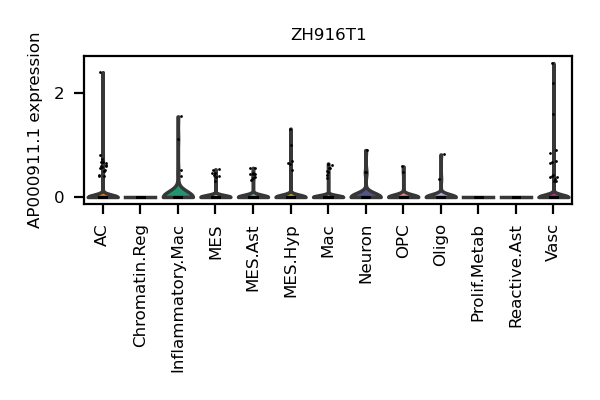 ZH916T1
AP000911.1 expression
2
0
AC
Chromatin.Reg
Inflammatory.Mac
MES
MES.Ast
MES.Hyp
Mac
Neuron
OPC
Oligo
Prolif.Metab
Reactive.Ast
Vasc